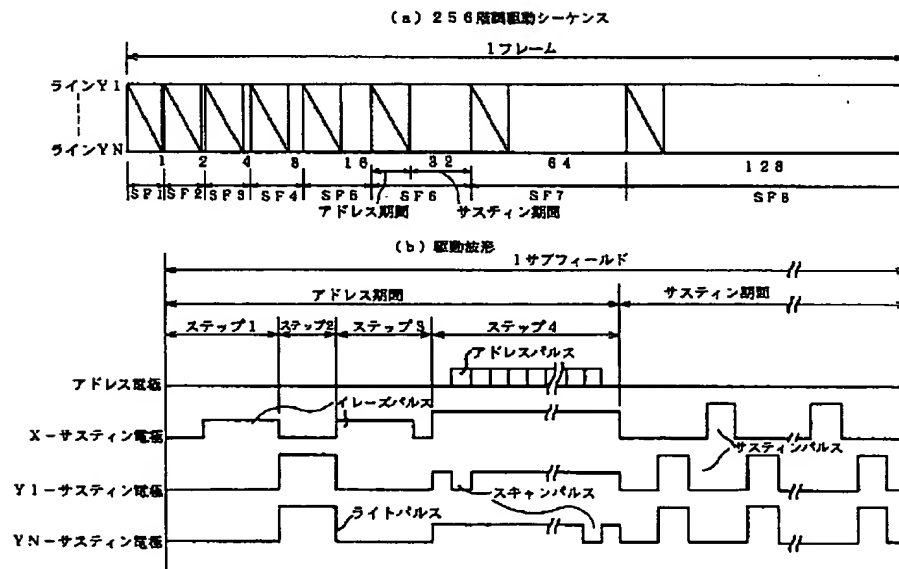 (a) 256階調駆動シーケンス
1フレーム
ラインY1
ラインYN
1 2 4 8 16 32 64 128
SF1 SF2 SF3 SF4 SF5 SF6 SF7 SF8
アドレス期間 サスティン期間
(b) 駆動波形
1サブフィールド
アドレス期間 サスティン期間
ステップ1 ステップ2 ステップ3 ステップ4
アドレスパルス
アドレス電極
イレーズパルス
X-サスティン電極
サスティンパルス
Y1-サスティン電極
スキャンパルス
ライトパルス
YN-サスティン電極